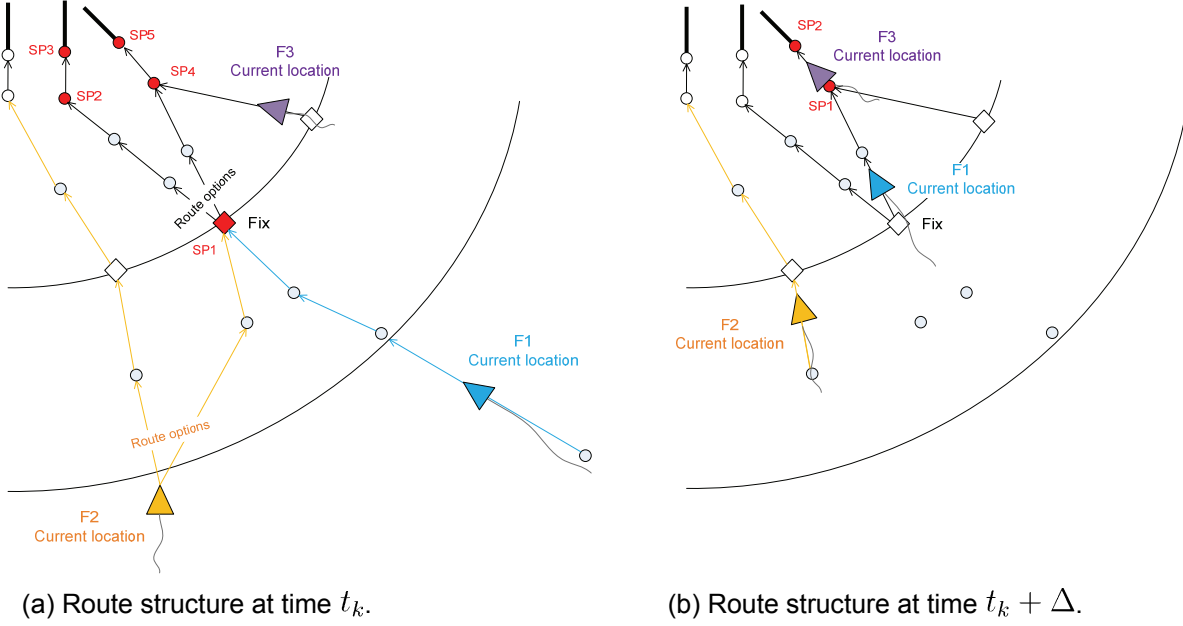 SP5
SP3
SP4
F3
Current location
SP2
Route options
Fix
SP1
F1
Current location
Route options
F2
Current location
(a) Route structure at time t_k.
SP2
F3
Current location
SP1
F1
Current location
Fix
F2
Current location
(b) Route structure at time t_k + Δ.